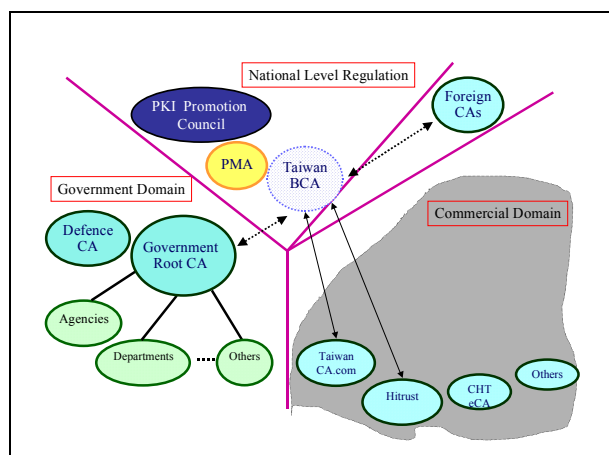 National Level Regulation
PKI Promotion
Council
Foreign
CAs
PMA
Taiwan
BCA
Government Domain
Commercial Domain
Defence
CA
Government
Root CA
Agencies
Departments
Others
Taiwan
CA.com
Hitrust
CHT
eCA
Others